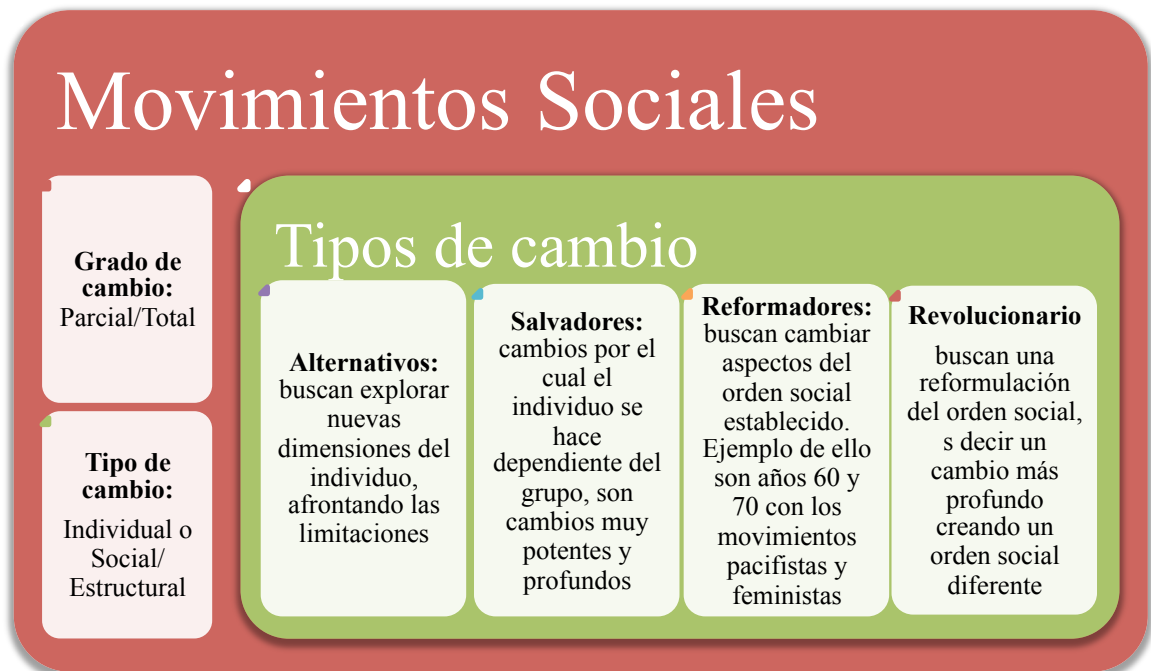 Movimientos Sociales
Grado de
cambio:
Parcial/Total
Tipo de
cambio:
Individual o
Social/
Estructural
Tipos de cambio
Alternativos:
buscan explorar
nuevas
dimensiones del
individuo,
afrontando las
limitaciones
Salvadores:
cambios por el
cual el
individuo se
hace
dependiente del
grupo, son
cambios muy
potentes y
profundos
Reformadores:
buscan cambiar
aspectos del
orden social
establecido.
Ejemplo de ello
son años 60 y
70 con los
movimientos
pacifistas y
feministas
Revolucionario
buscan una
reformulación
del orden social,
s decir un
cambio más
profundo
creando un
orden social
diferente